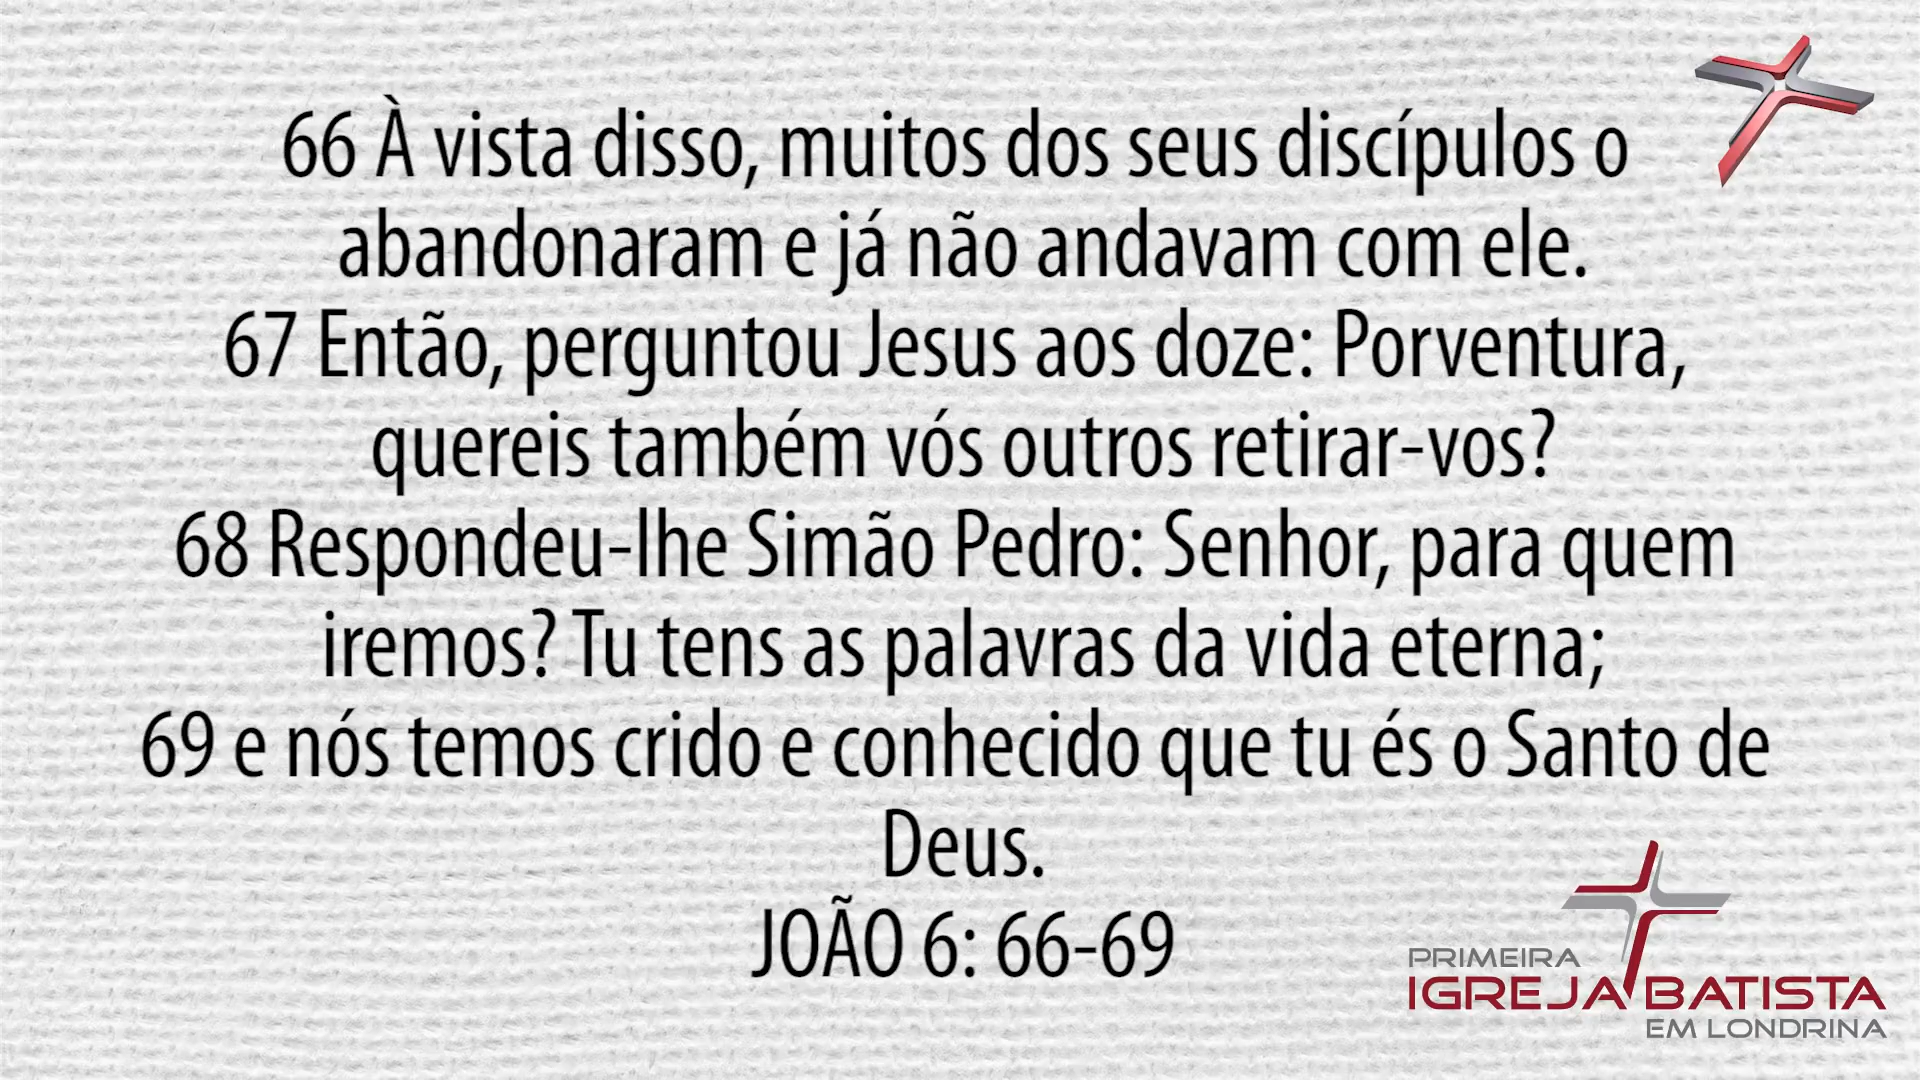 66 À vista disso, muitos dos seus discípulos o
abandonaram e já não andavam com ele.
67 Então, perguntou Jesus aos doze: Porventura,
quereis também vós outros retirar-vos?
68 Respondeu-lhe Simão Pedro: Senhor, para quem
iremos? Tu tens as palavras da vida eterna;
69 e nós temos crido e conhecido que tu és o Santo de
Deus.
JOÃO 6: 66-69
PRIMEIRA
IGREJA BATISTA
EM LONDRINA